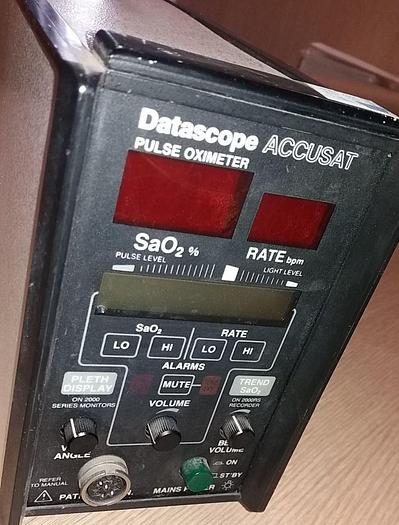 Datascope ACCUSAT
PULSE OXIMETER
SaO2 %
RATE bpm
PULSE LEVEL
LIGHT LEVEL
SaO2
RATE
LO HI LO HI
ALARMS
PLETH
DISPLAY
MUTE
TREND
SaO2
ON 2000
SERIES MONITORS
VOLUME
ON 2000RS
RECORDER
ANGLE
VOLUME
ON
ST'BY
REFER
TO MANUAL
MAINS